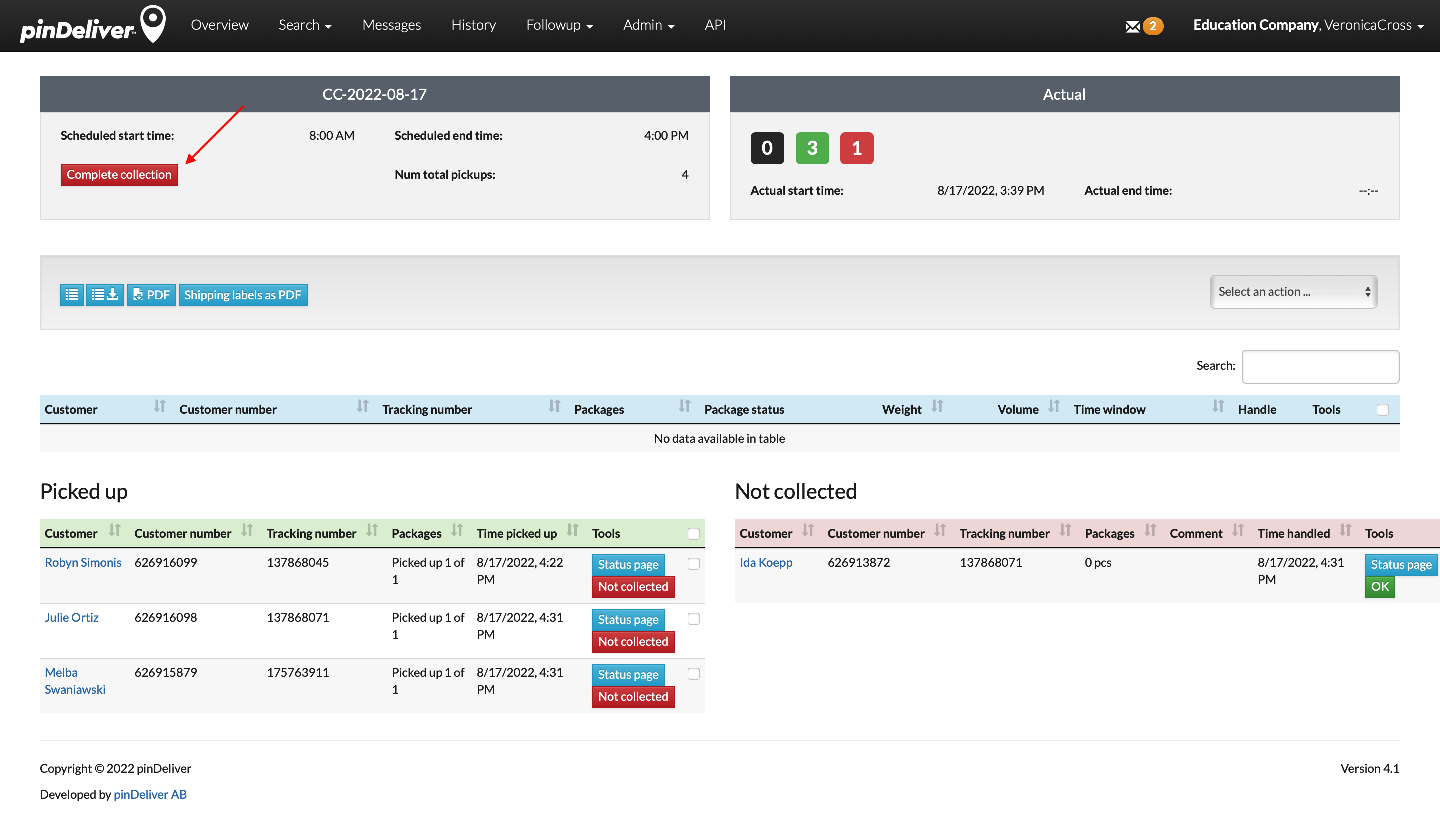 pinDeliver Overview Search Messages History Followup Admin API 2 Education Company, VeronicaCross
CC-2022-08-17
Scheduled start time: 8:00 AM Scheduled end time: 4:00 PM
Complete collection Num total pickups: 4
Actual
0 3 1
Actual start time: 8/17/2022, 3:39 PM Actual end time: --:--
PDF Shipping labels as PDF Select an action ...
Search:
Customer Customer number Tracking number Packages Package status Weight Volume Time window Handle Tools
No data available in table
Picked up
Customer Customer number Tracking number Packages Time picked up Tools
Robyn Simonis 626916099 137868045 Picked up 1 of 8/17/2022, 4:22 Status page
1 PM Not collected
Julie Ortiz 626916098 137868071 Picked up 1 of 8/17/2022, 4:31 Status page
1 PM Not collected
Melba 626915879 175763911 Picked up 1 of 8/17/2022, 4:31 Status page
Swaniawski 1 PM Not collected
Not collected
Customer Customer number Tracking number Packages Comment Time handled Tools
Ida Koepp 626913872 137868071 0 pcs 8/17/2022, 4:31 Status page
PM OK
Copyright © 2022 pinDeliver Version 4.1
Developed by pinDeliver AB